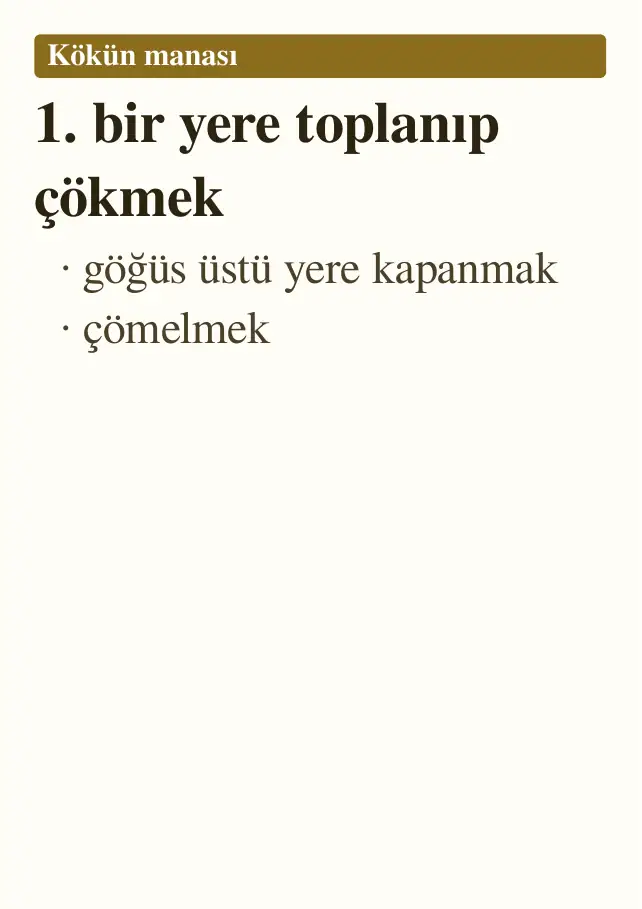 Kökün manası
1. bir yere toplanıp
çökmek
· göğüs üstü yere kapanmak
· çömelmek